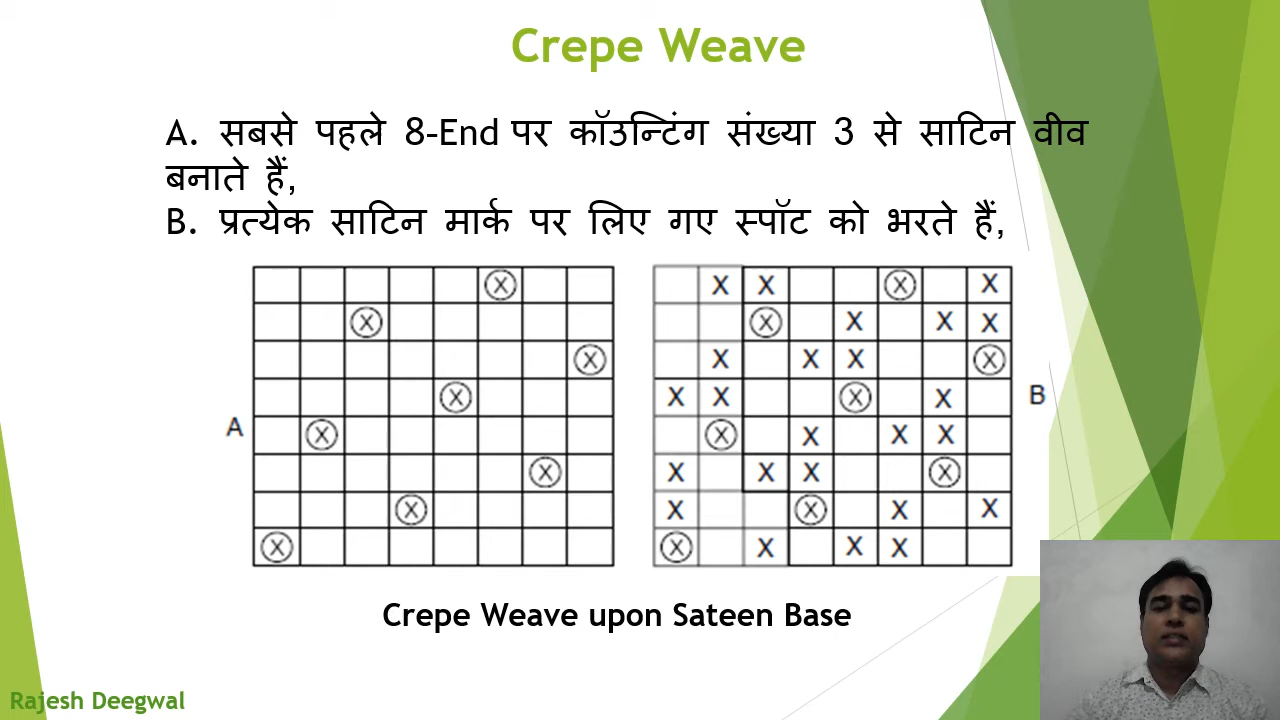 Crepe Weave
A. सबसे पहले 8-End पर कॉउन्टिंग संख्या 3 से साटिन वीव
बनाते हैं,
B. प्रत्येक साटिन मार्क पर लिए गए स्पॉट को भरते हैं,
X X X X X
X X X X X
X X X X X
X X X X X
A X X X X X B
X X X X X
X X X X X
X X X X X
Crepe Weave upon Sateen Base
Rajesh Deegwal